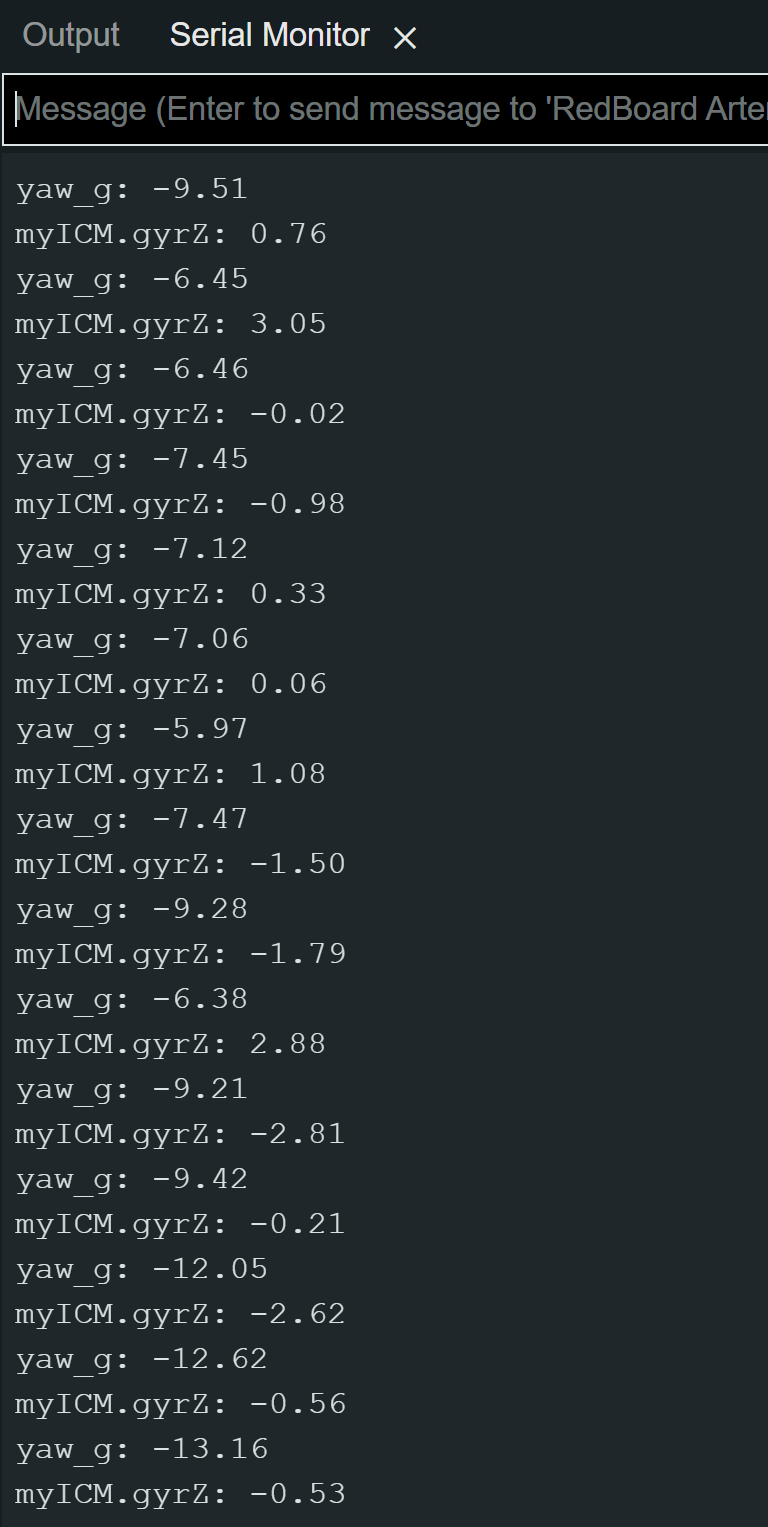 Output Serial Monitor
Message (Enter to send message to 'RedBoard Arte
yaw_g: -9.51
myICM.gyrZ: 0.76
yaw_g: -6.45
myICM.gyrZ: 3.05
yaw_g: -6.46
myICM.gyrZ: -0.02
yaw_g: -7.45
myICM.gyrZ: -0.98
yaw_g: -7.12
myICM.gyrZ: 0.33
yaw_g: -7.06
myICM.gyrZ: 0.06
yaw_g: -5.97
myICM.gyrZ: 1.08
yaw_g: -7.47
myICM.gyrZ: -1.50
yaw_g: -9.28
myICM.gyrZ: -1.79
yaw_g: -6.38
myICM.gyrZ: 2.88
yaw_g: -9.21
myICM.gyrZ: -2.81
yaw_g: -9.42
myICM.gyrZ: -0.21
yaw_g: -12.05
myICM.gyrZ: -2.62
yaw_g: -12.62
myICM.gyrZ: -0.56
yaw_g: -13.16
myICM.gyrZ: -0.53